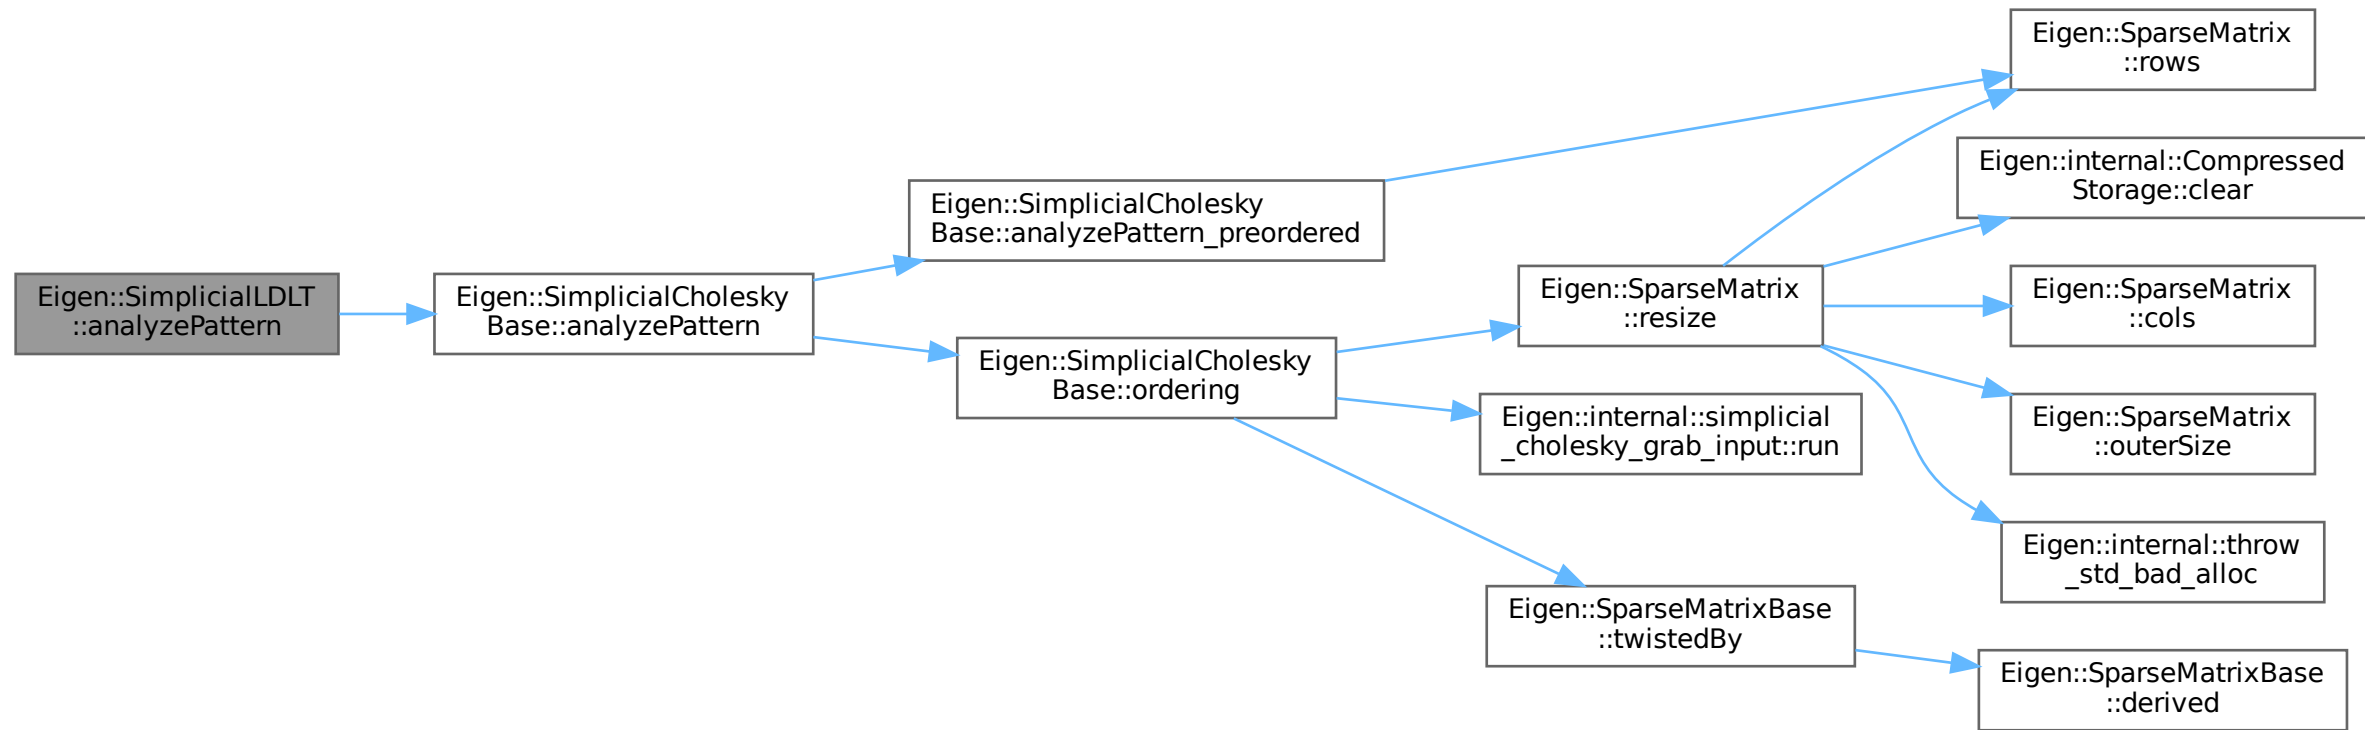 Eigen::SimplicialLDLT
::analyzePattern
Eigen::SimplicialCholesky
Base::analyzePattern
Eigen::SimplicialCholesky
Base::analyzePattern_preordered
Eigen::SimplicialCholesky
Base::ordering
Eigen::SparseMatrix
::resize
Eigen::internal::simplicial
_cholesky_grab_input::run
Eigen::SparseMatrixBase
::twistedBy
Eigen::SparseMatrix
::rows
Eigen::internal::Compressed
Storage::clear
Eigen::SparseMatrix
::cols
Eigen::SparseMatrix
::outerSize
Eigen::internal::throw
_std_bad_alloc
Eigen::SparseMatrixBase
::derived